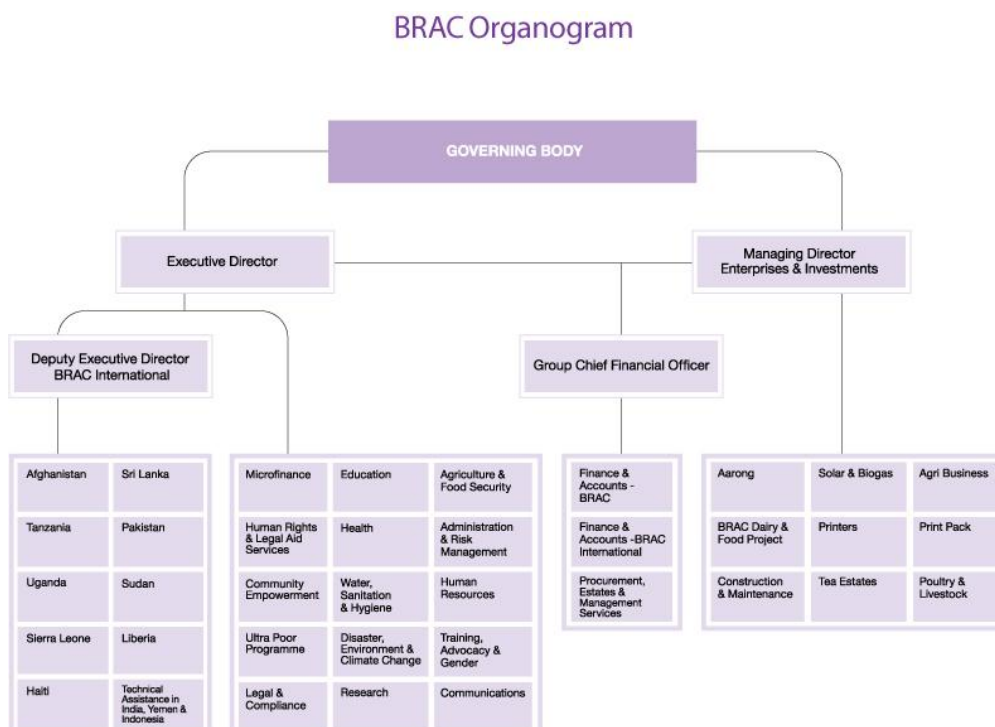 BRAC Organogram
GOVERNING BODY
Executive Director
Managing Director
Enterprises & Investments
Deputy Executive Director
BRAC International
Group Chief Financial Officer
Afghanistan
Sri Lanka
Tanzania
Pakistan
Uganda
Sudan
Sierra Leone
Liberia
Haiti
Technical
Assistance in
India, Yemen &
Indonesia
Microfinance
Education
Agriculture &
Food Security
Human Rights
& Legal Aid
Services
Health
Administration
& Risk
Management
Community
Empowerment
Water,
Sanitation
& Hygiene
Human
Resources
Ultra Poor
Programme
Disaster,
Environment &
Climate Change
Training,
Advocacy &
Gender
Legal &
Compliance
Research
Communications
Finance &
Accounts -
BRAC
Finance &
Accounts -BRAC
International
Procurement,
Estates &
Management
Services
Aarong
Solar & Biogas
Agri Business
BRAC Dairy &
Food Project
Printers
Print Pack
Construction
& Maintenance
Tea Estates
Poultry &
Livestock